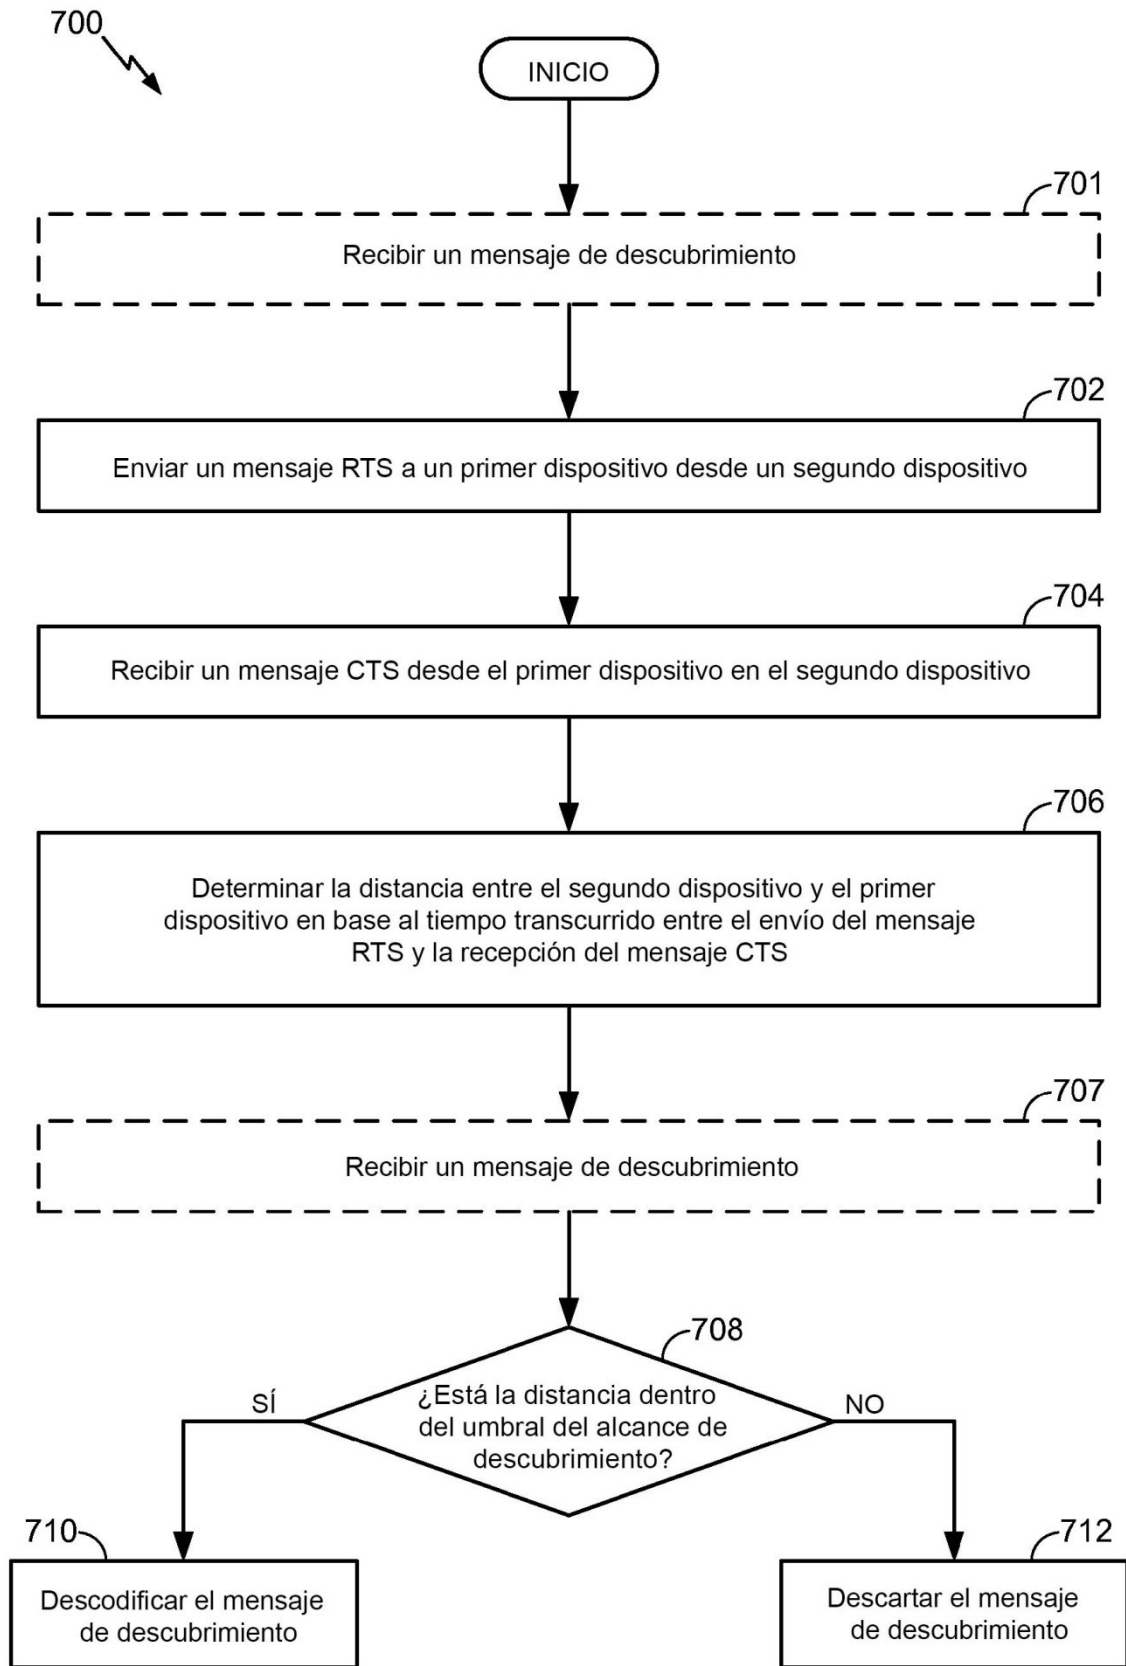 700
INICIO
701
Recibir un mensaje de descubrimiento
702
Enviar un mensaje RTS a un primer dispositivo desde un segundo dispositivo
704
Recibir un mensaje CTS desde el primer dispositivo en el segundo dispositivo
706
Determinar la distancia entre el segundo dispositivo y el primer
dispositivo en base al tiempo transcurrido entre el envío del mensaje
RTS y la recepción del mensaje CTS
707
Recibir un mensaje de descubrimiento
708
¿Está la distancia dentro
del umbral del alcance de
descubrimiento?
SÍ
NO
710
Descodificar el mensaje
de descubrimiento
712
Descartar el mensaje
de descubrimiento